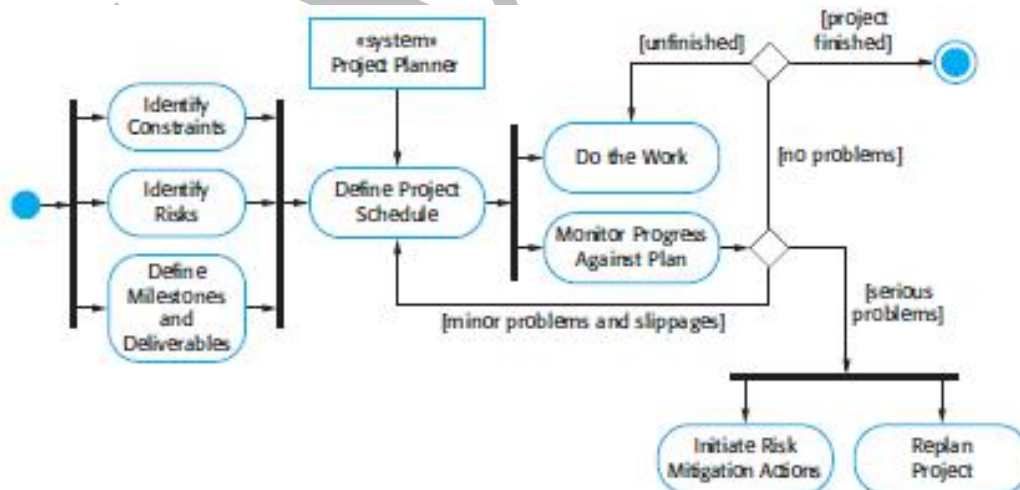 «system»
Project Planner
Identify
Constraints
Identify
Risks
Define
Milestones
and
Deliverables
Define Project
Schedule
Do the Work
Monitor Progress
Against Plan
[unfinished]
[project
finished]
[no problems]
[minor problems and slippages]
[serious
problems]
Initiate Risk
Mitigation Actions
Replan
Project